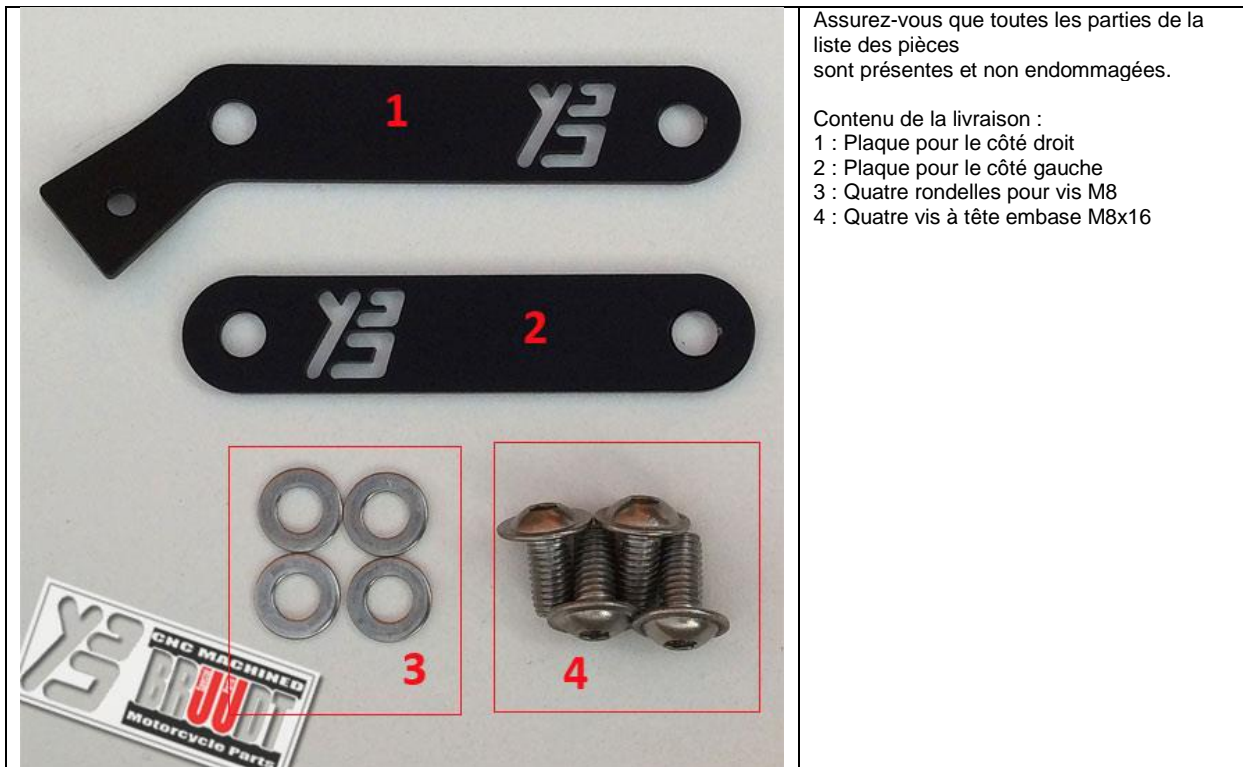 1
2
3
4
CNC MACHINED
BRUUDT
Motorcycle Parts
Assurez-vous que toutes les parties de la
liste des pièces
sont présentes et non endommagées.
Contenu de la livraison :
1 : Plaque pour le côté droit
2 : Plaque pour le côté gauche
3 : Quatre rondelles pour vis M8
4 : Quatre vis à tête embase M8x16